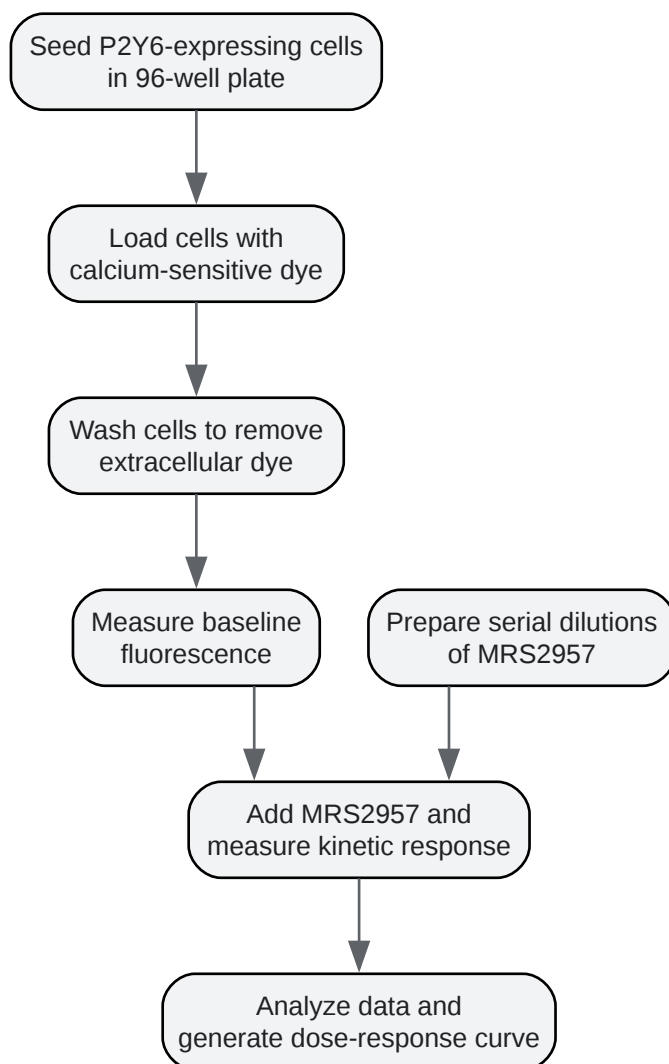 Seed P2Y6-expressing cells
in 96-well plate
Load cells with
calcium-sensitive dye
Wash cells to remove
extracellular dye
Measure baseline
fluorescence
Prepare serial dilutions
of MRS2957
Add MRS2957 and
measure kinetic response
Analyze data and
generate dose-response curve